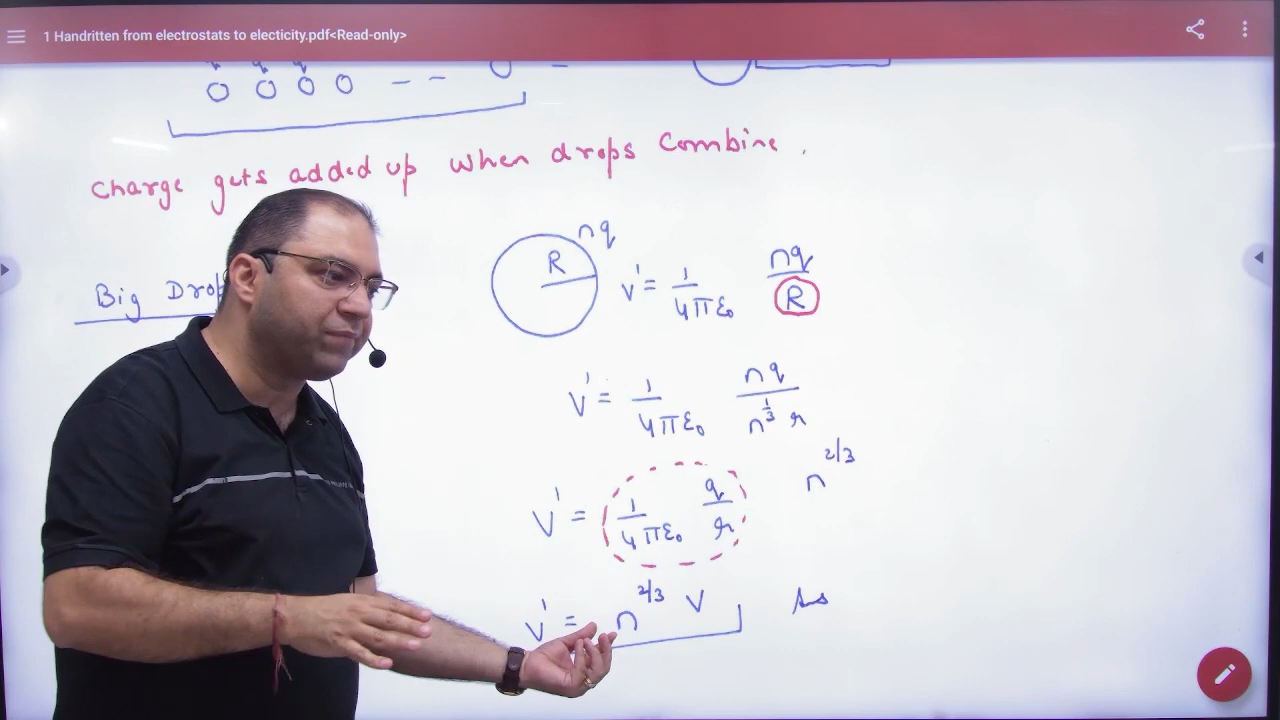 1 Handritten from electrostats to electicity.pdf<Read-only>
Charge gets added up when drops Combine.
Big Drop
R
nq
V' = 1/4πε₀ nq/R
V' = 1/4πε₀ nq/n^1/3 r
V' = 1/4πε₀ q/r n^2/3
V' = n^2/3 V Ans